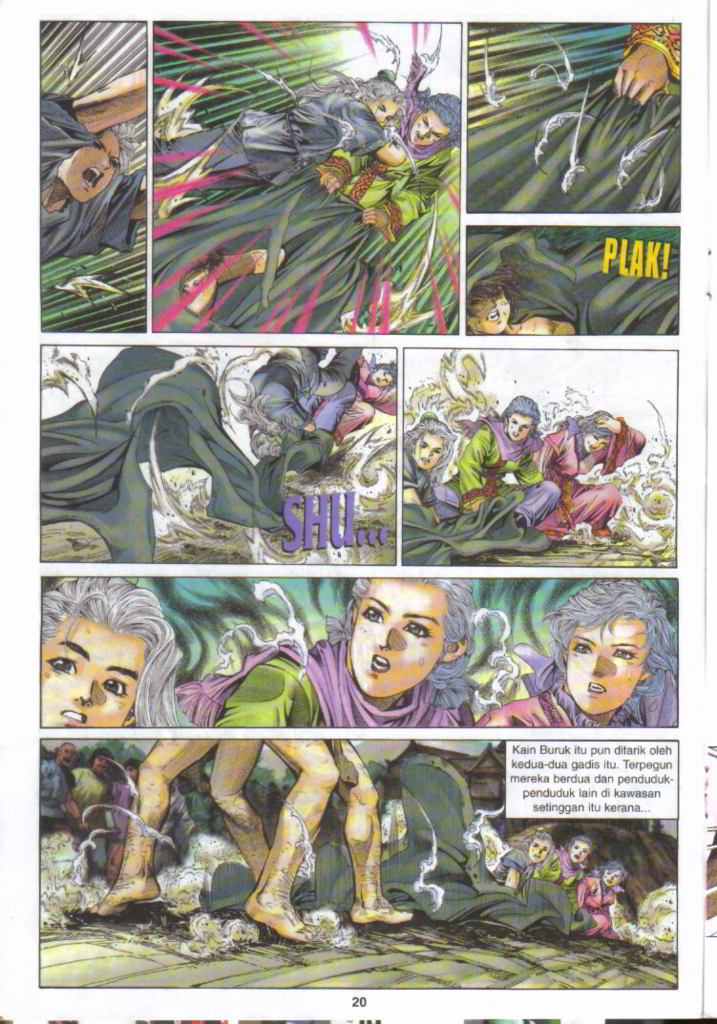 PLAK!
SHU...
Kain Buruk itu pun ditarik oleh
kedua-dua gadis itu. Terpegun
mereka berdua dan penduduk-
penduduk lain di kawasan
setinggan itu kerana...
20